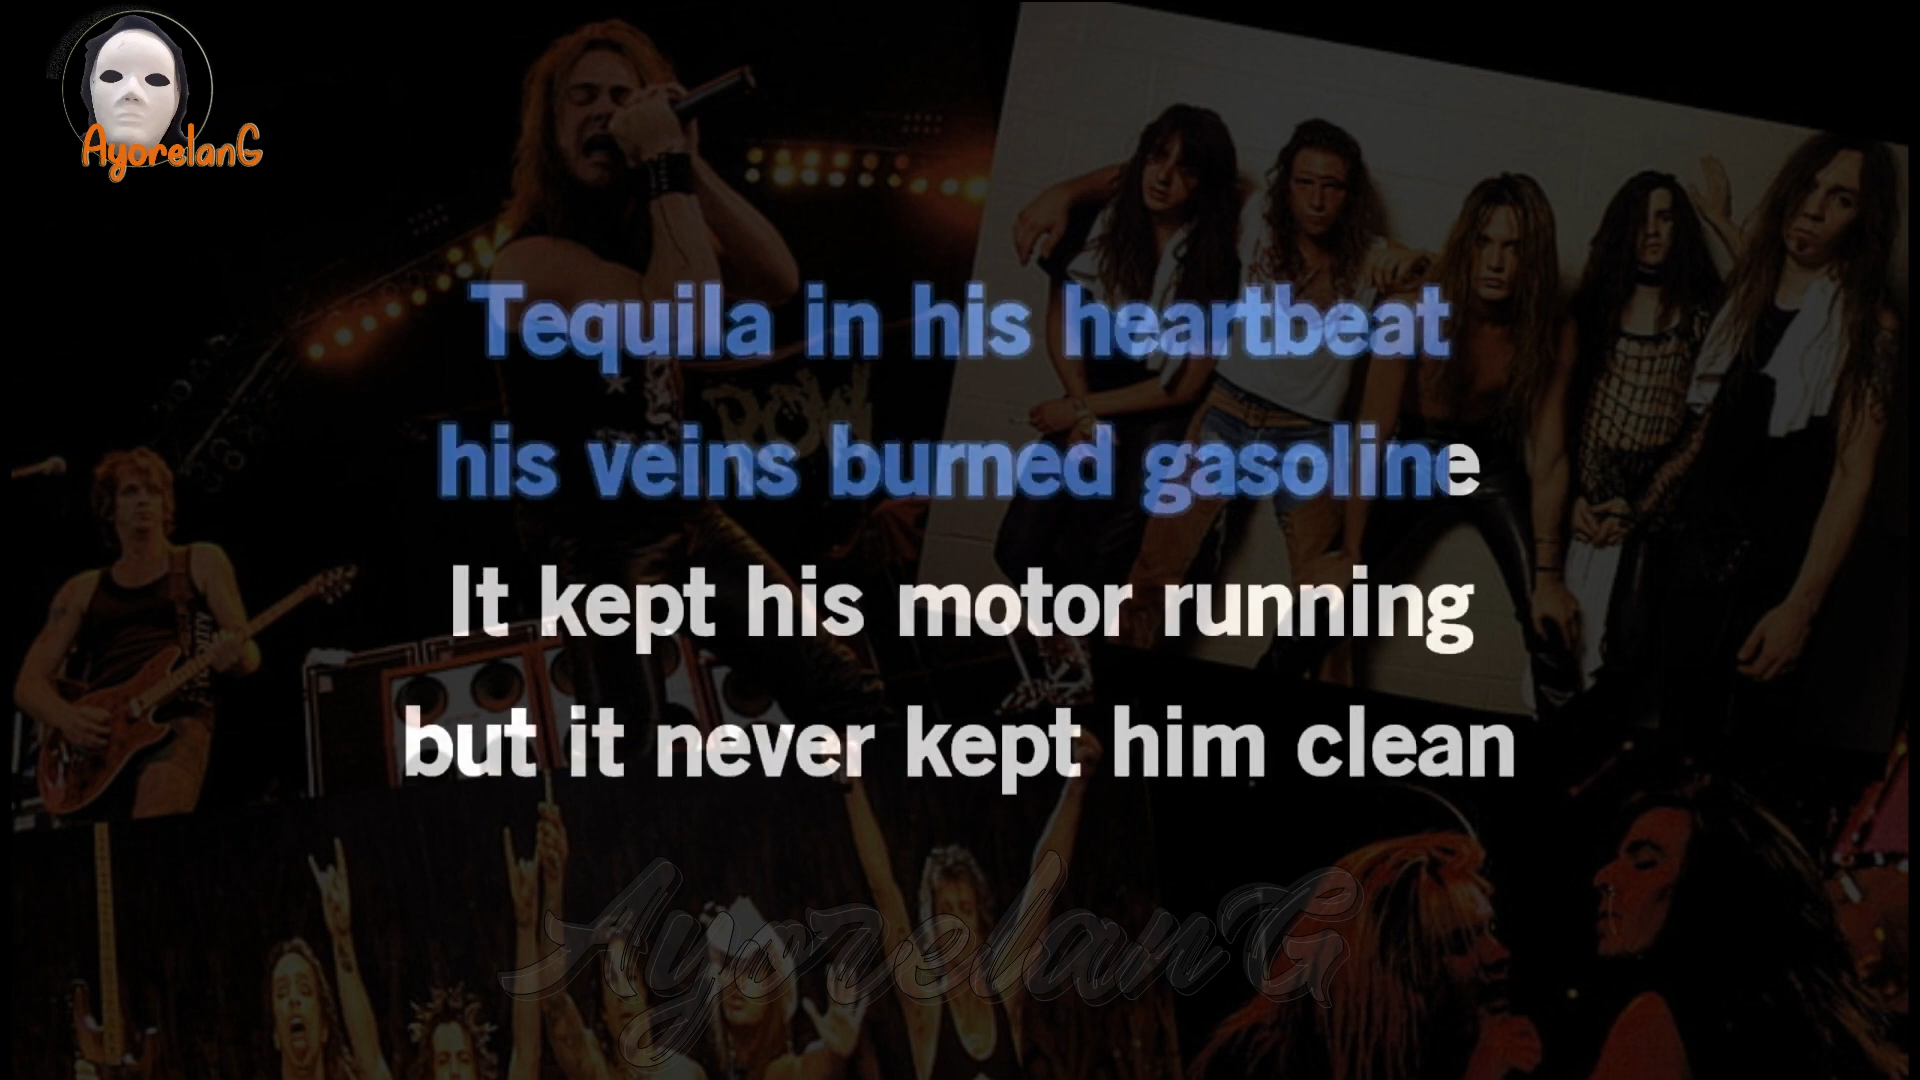 AyorelanG
Tequila in his heartbeat
his veins burned gasoline
It kept his motor running
but it never kept him clean
AyorelanG